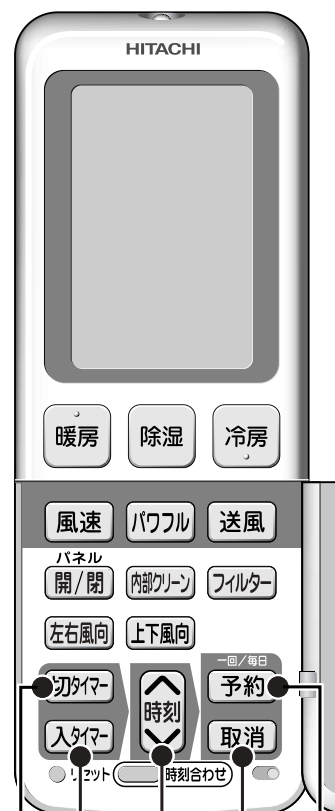 HITACHI
暖房 除湿 冷房
風速 パワフル 送風
パネル
開/閉 内部クリーン フィルター
左右風向 上下風向
一回/毎日
切タイマー 時刻 予約
入タイマー 取消
リセット 時刻合わせ